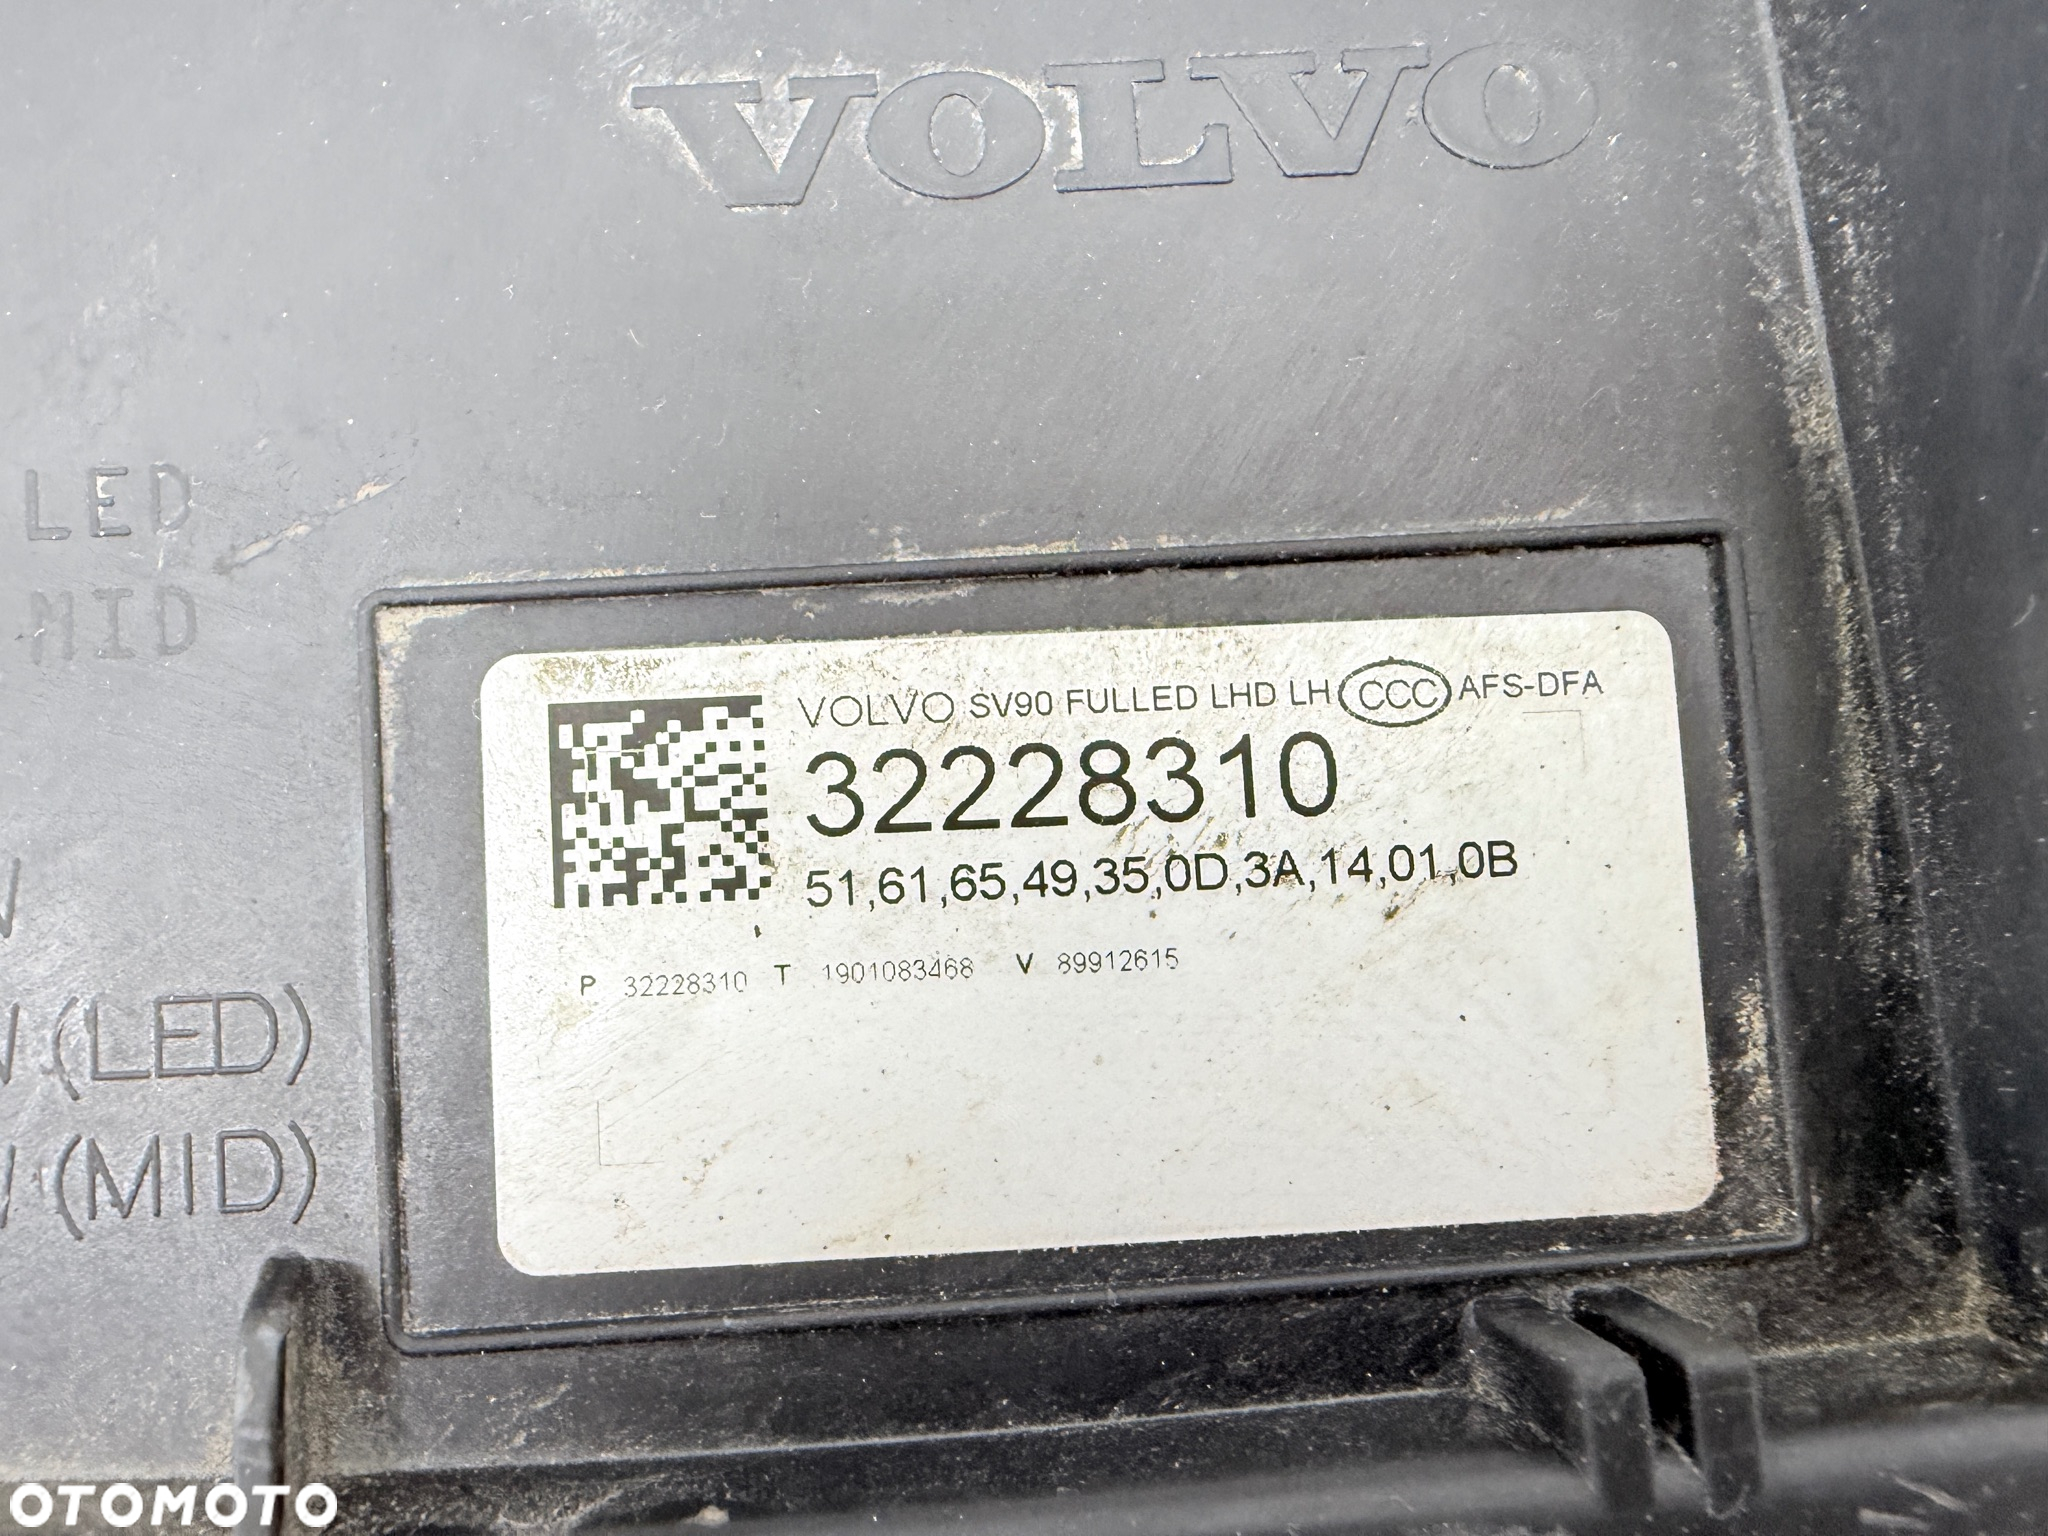 VOLVO
LED
MID
VOLVO SV90 FULLED LHD LH CCC AFS-DFA
32228310
51,61,65,49,35,0D,3A,14,01,0B
P 32228310 T 1901083468 V 89912615
(LED)
(MID)
OTOMOTO